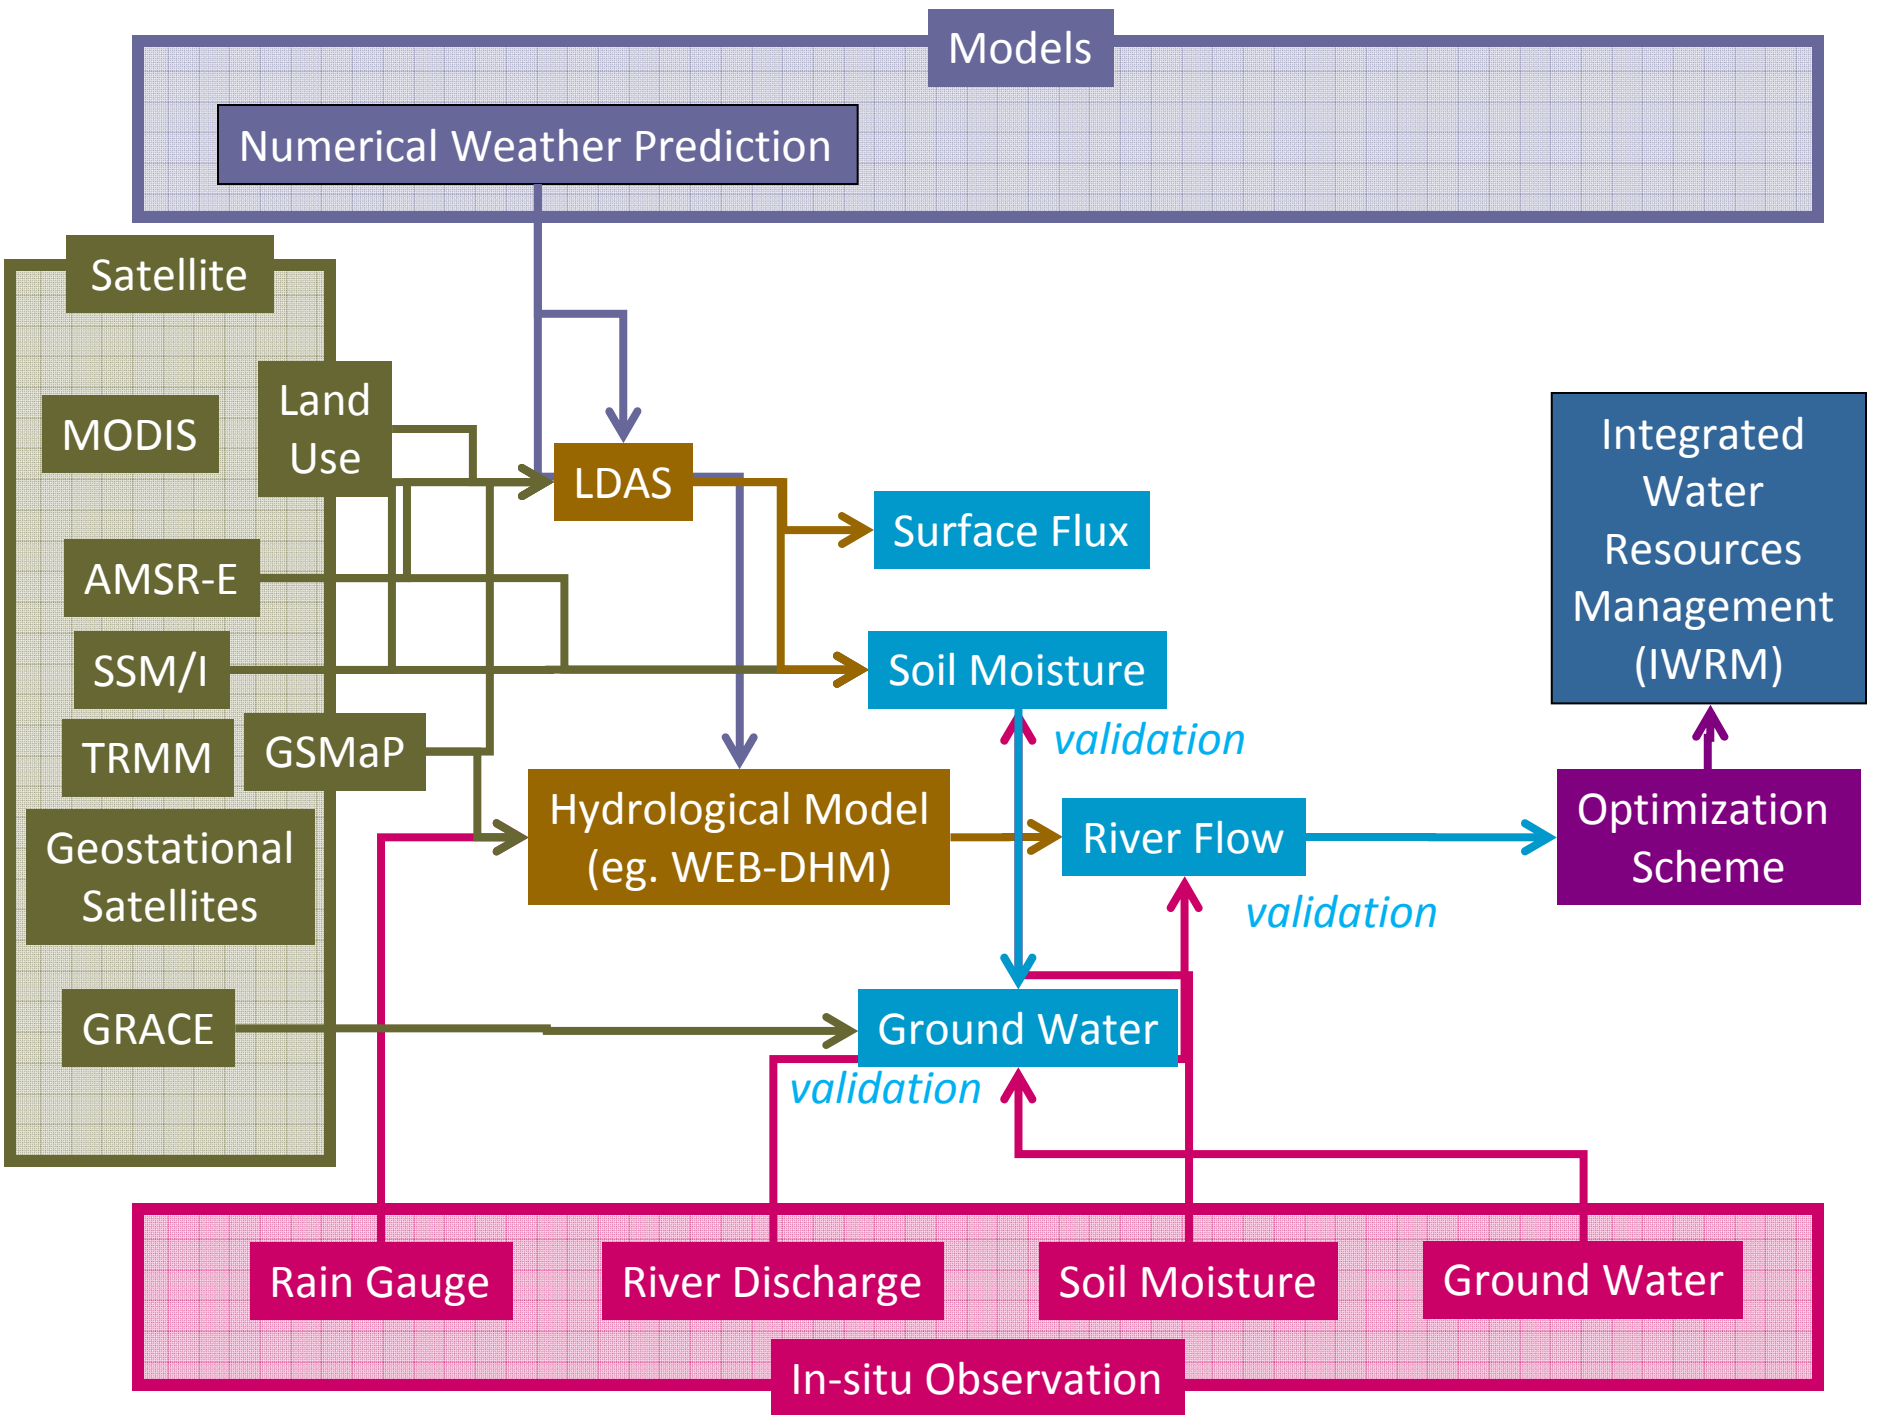 Models
Numerical Weather Prediction
Satellite
Land
Use
MODIS
LDAS
Surface Flux
Integrated
Water
Resources
Management
(IWRM)
AMSR-E
SSM/I
Soil Moisture
validation
TRMM
GSMaP
Hydrological Model
(eg. WEB-DHM)
River Flow
Optimization
Scheme
Geostational
Satellites
validation
GRACE
Ground Water
validation
Rain Gauge
River Discharge
Soil Moisture
Ground Water
In-situ Observation